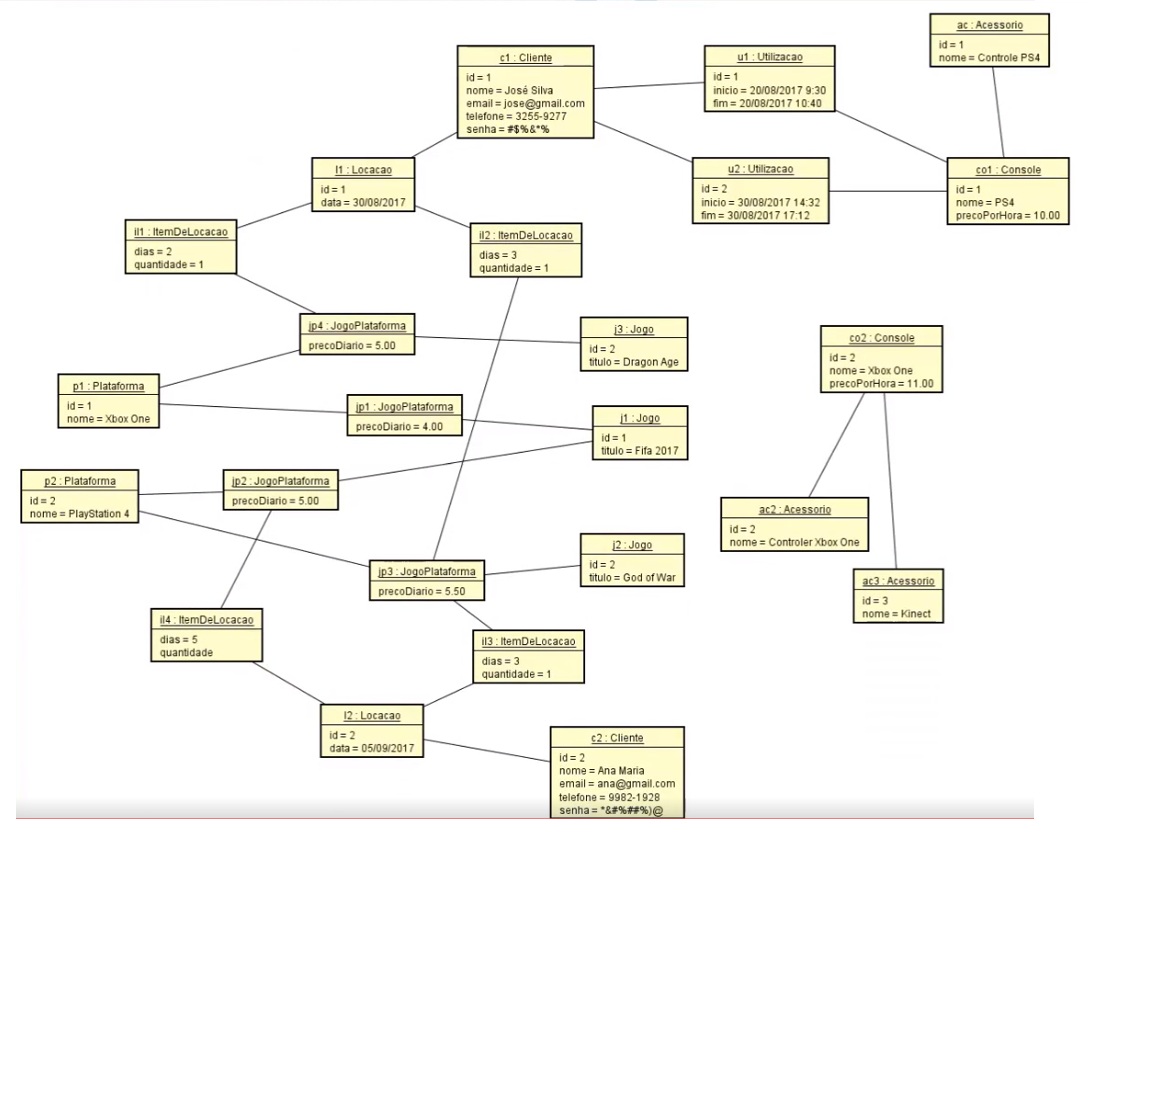 ac : Acessorio
id = 1
nome = Controle PS4
c1 : Cliente
id = 1
nome = José Silva
email = jose@gmail.com
telefone = 3255-9277
senha = #$%&*%
u1 : Utilizacao
id = 1
inicio = 20/08/2017 9:30
fim = 20/08/2017 10:40
l1 : Locacao
id = 1
data = 30/08/2017
u2 : Utilizacao
id = 2
inicio = 30/08/2017 14:32
fim = 30/08/2017 17:12
co1 : Console
id = 1
nome = PS4
precoPorHora = 10.00
il1 : ItemDeLocacao
dias = 2
quantidade = 1
il2 : ItemDeLocacao
dias = 3
quantidade = 1
jp4 : JogoPlataforma
precoDiario = 5.00
j3 : Jogo
id = 2
titulo = Dragon Age
co2 : Console
id = 2
nome = Xbox One
precoPorHora = 11.00
p1 : Plataforma
id = 1
nome = Xbox One
jp1 : JogoPlataforma
precoDiario = 4.00
j1 : Jogo
id = 1
titulo = Fifa 2017
p2 : Plataforma
id = 2
nome = PlayStation 4
jp2 : JogoPlataforma
precoDiario = 5.00
ac2 : Acessorio
id = 2
nome = Controler Xbox One
j2 : Jogo
id = 2
titulo = God of War
jp3 : JogoPlataforma
precoDiario = 5.50
ac3 : Acessorio
id = 3
nome = Kinect
il4 : ItemDeLocacao
dias = 5
quantidade
il3 : ItemDeLocacao
dias = 3
quantidade = 1
l2 : Locacao
id = 2
data = 05/09/2017
c2 : Cliente
id = 2
nome = Ana Maria
email = ana@gmail.com
telefone = 9982-1928
senha = *&#%##%)@